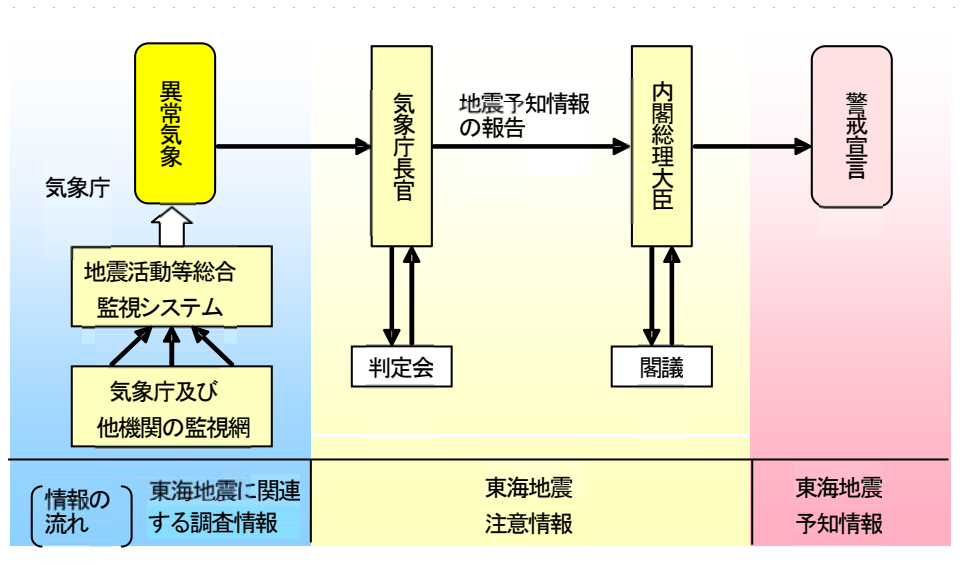 異常気象
気象庁長官
地震予知情報
の報告
内閣総理大臣
警戒宣言
気象庁
地震活動等総合
監視システム
判定会
閣議
気象庁及び
他機関の監視網
情報の
流れ
東海地震に関連
する調査情報
東海地震
注意情報
東海地震
予知情報